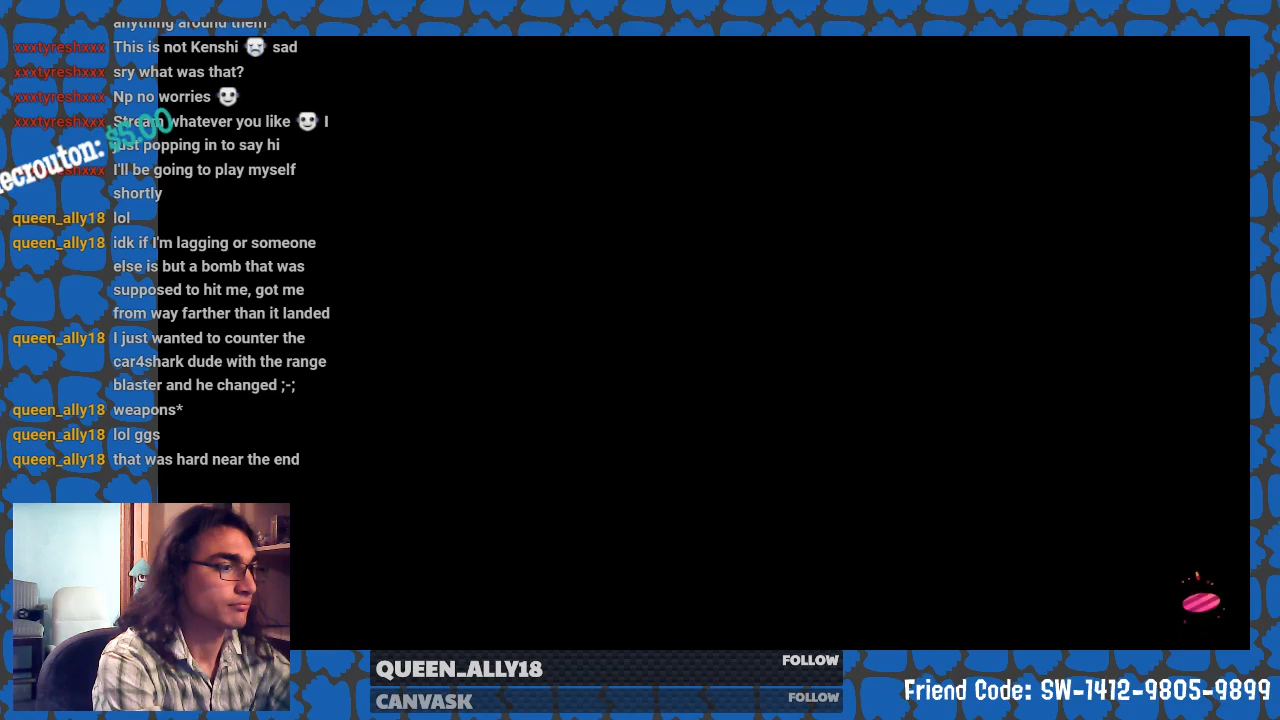 anything around them
xxxtyreshxxx This is not Kenshi sad
xxxtyreshxxx sry what was that?
xxxtyreshxxx Np no worries
xxxtyreshxxx Stream whatever you like I
just popping in to say hi
I'll be going to play myself
shortly
ecrouton: $5.00
queen_ally18 lol
queen_ally18 idk if I'm lagging or someone
else is but a bomb that was
supposed to hit me, got me
from way farther than it landed
queen_ally18 I just wanted to counter the
car4shark dude with the range
blaster and he changed ;-;
queen_ally18 weapons*
queen_ally18 lol ggs
queen_ally18 that was hard near the end
QUEEN_ALLY18 FOLLOW
CANVASK FOLLOW
Friend Code: SW-1412-9805-9899